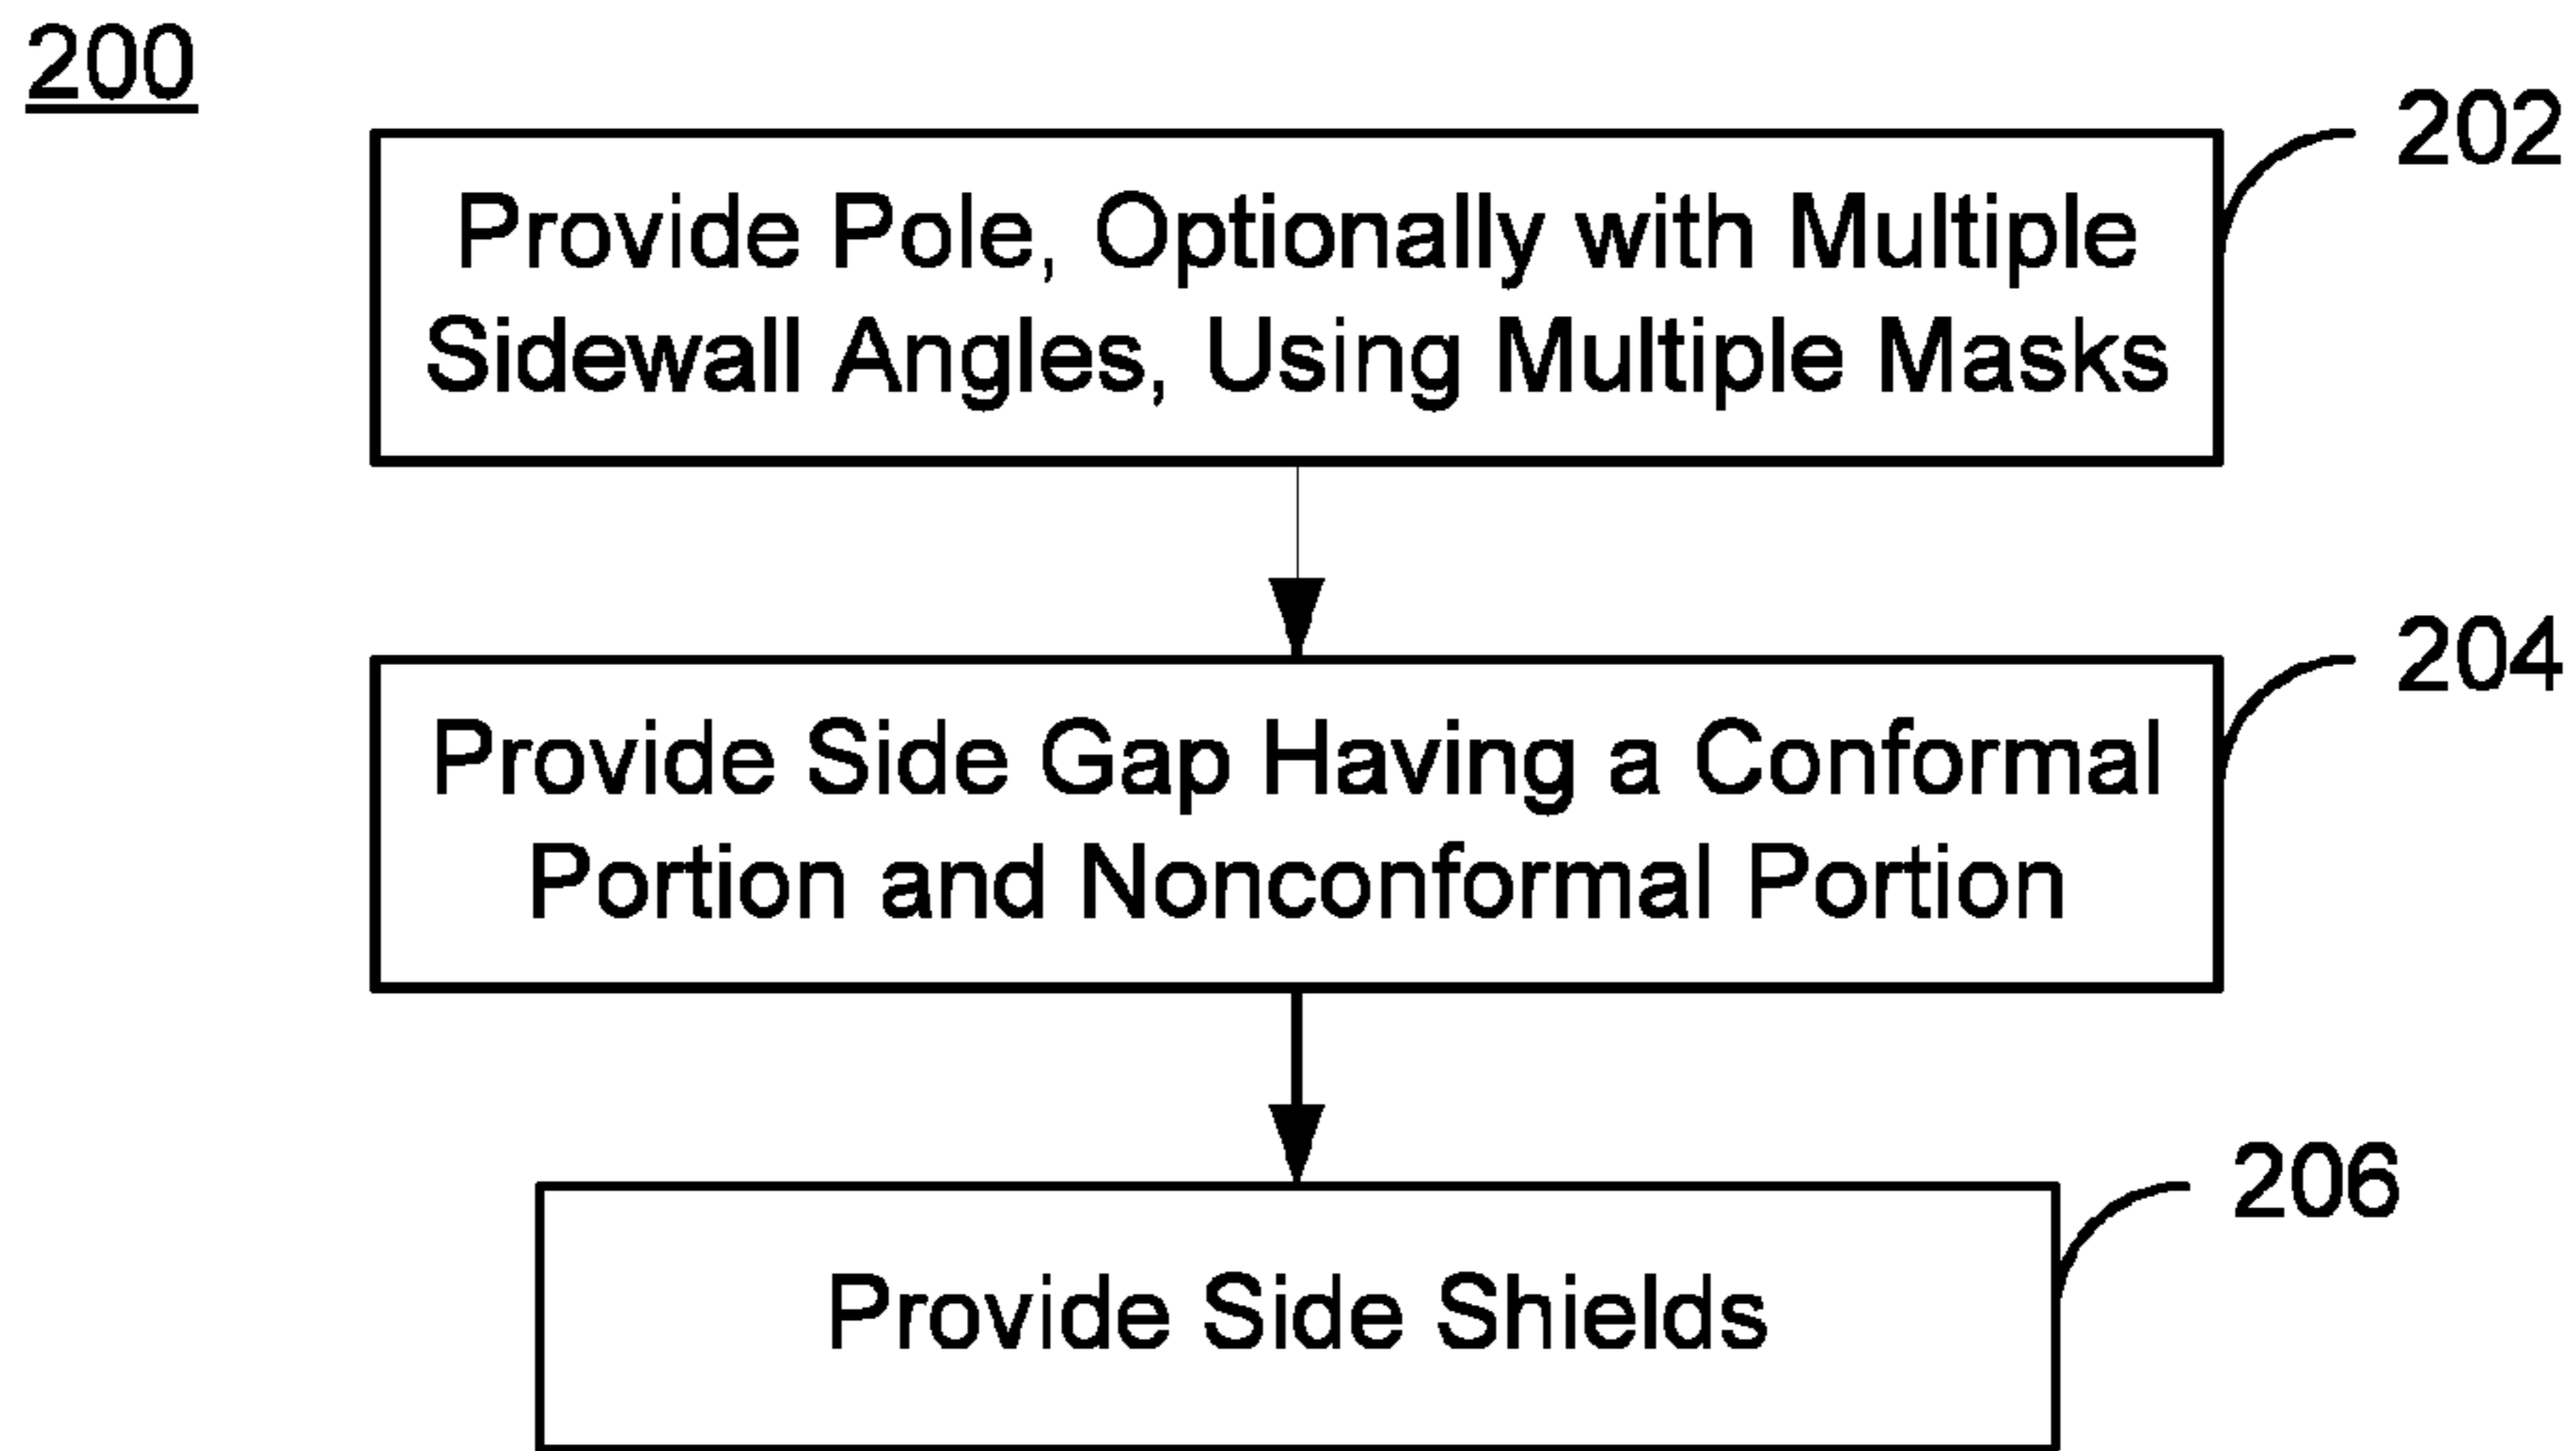 200
202
Provide Pole, Optionally with Multiple
Sidewall Angles, Using Multiple Masks
204
Provide Side Gap Having a Conformal
Portion and Nonconformal Portion
206
Provide Side Shields